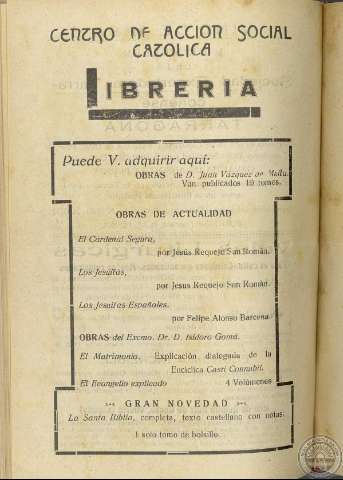 CENTRO DE ACCION SOCIAL
CATOLICA
LIBRERIA
Puede V. adquirir aquí:
OBRAS de D. Juan Vázquez de Mella.
Van publicados 19 tomos.
OBRAS DE ACTUALIDAD
El Cardenal Segura,
por Jesús Requejo San Román.
Los Jesuítas,
por Jesus Requejo San Román.
Los Jesuítas Españoles,
por Felipe Alonso Barcena
OBRAS del Excmo. Dr. D. Isidoro Gomá.
El Matrimonio, Explicación dialogada de la
Encíclica Casti Connubii.
El Evangelio explicado 4 Volúmenes
GRAN NOVEDAD
La Santa Biblia, completa, texto castellano con notas.
1 solo tomo de bolsillo.